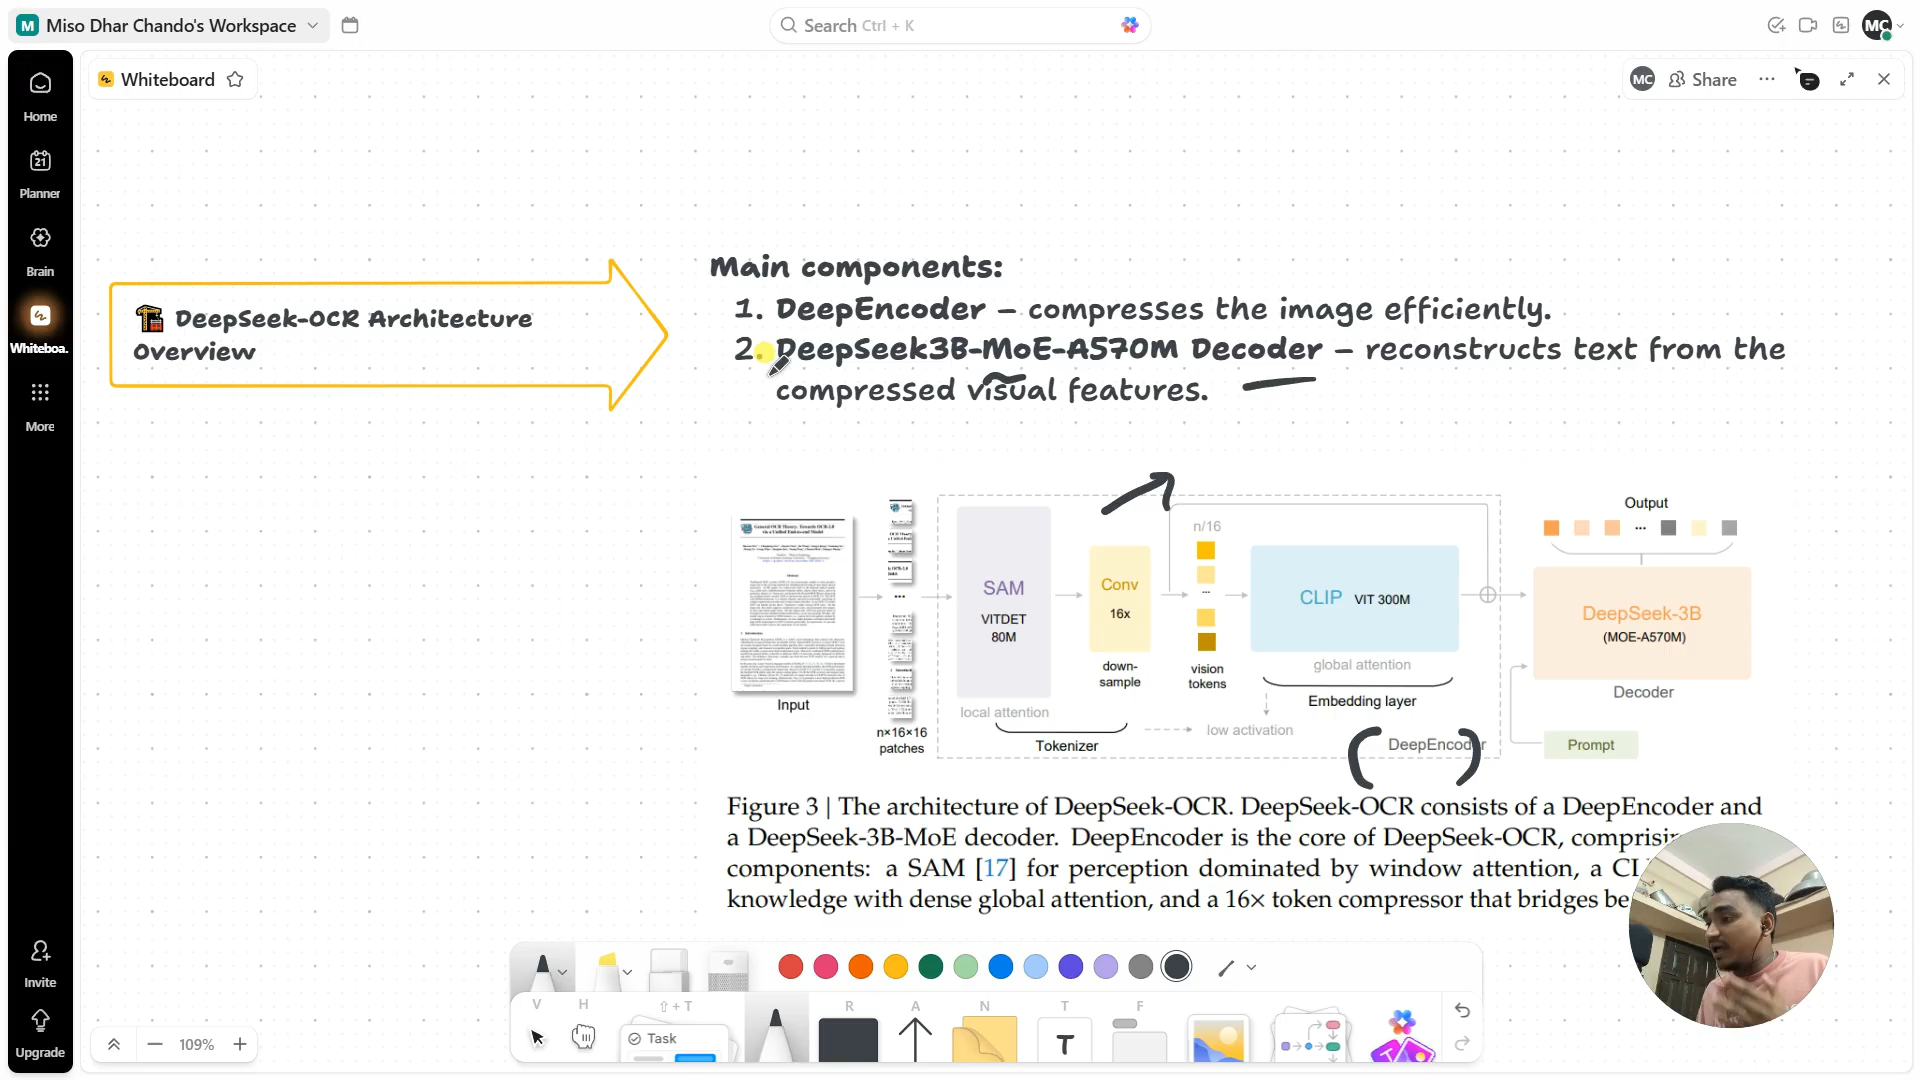 M Miso Dhar Chando's Workspace
Search Ctrl + K
MC
Whiteboard
MC Share
Home
21
Planner
Brain
Whiteboa.
More
Invite
Upgrade
DeepSeek-OCR Architecture
Overview
Main components:
1. DeepEncoder – compresses the image efficiently.
2. DeepSeek3B-MoE-A570M Decoder – reconstructs text from the
compressed visual features.
Input
n×16×16
patches
SAM
VITDET
80M
local attention
Conv
16x
down-
sample
Tokenizer
n/16
vision
tokens
low activation
CLIP VIT 300M
global attention
Embedding layer
DeepEncoder
Output
DeepSeek-3B
(MOE-A570M)
Decoder
Prompt
Figure 3 | The architecture of DeepSeek-OCR. DeepSeek-OCR consists of a DeepEncoder and
a DeepSeek-3B-MoE decoder. DeepEncoder is the core of DeepSeek-OCR,
components: a SAM [17] for perception dominated by window attention, a
knowledge with dense global attention, and a 16× token compressor that bridges
V
H
⇧ + T
R
A
N
T
F
Task
T
109%